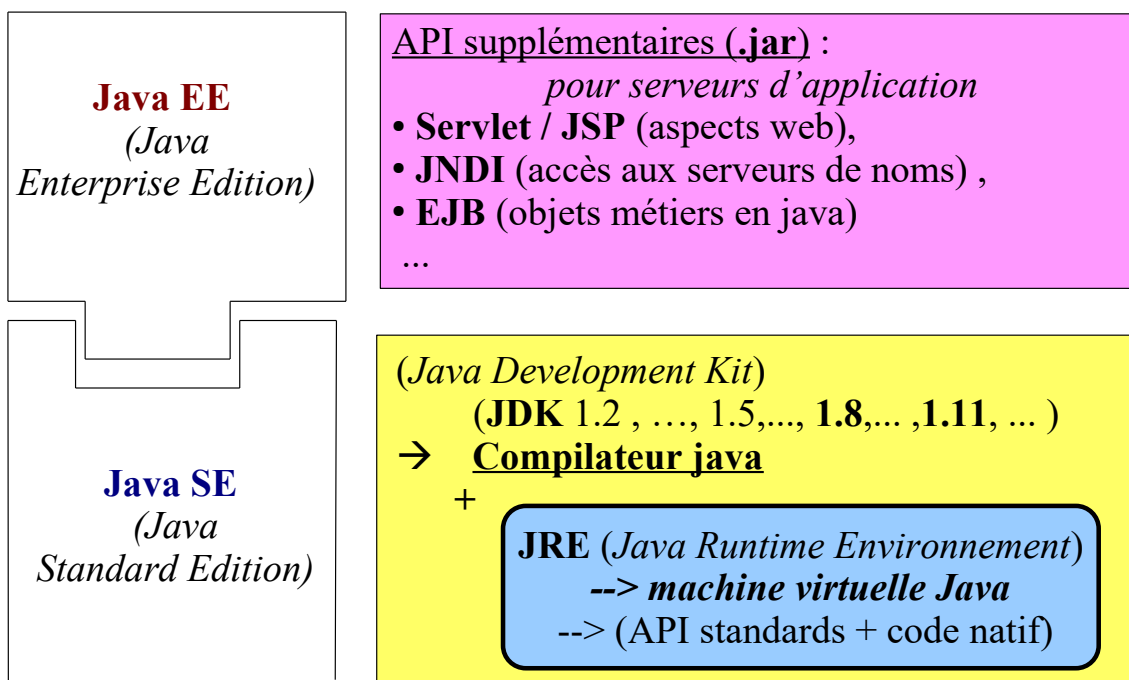 Java EE
(Java
Enterprise Edition)
API supplémentaires (.jar) :
pour serveurs d’application
• Servlet / JSP (aspects web),
• JNDI (accès aux serveurs de noms) ,
• EJB (objets métiers en java)
...
Java SE
(Java
Standard Edition)
(Java Development Kit)
(JDK 1.2 , …, 1.5,..., 1.8,... ,1.11, ... )
→ Compilateur java
+
JRE (Java Runtime Environnement)
--> machine virtuelle Java
--> (API standards + code natif)